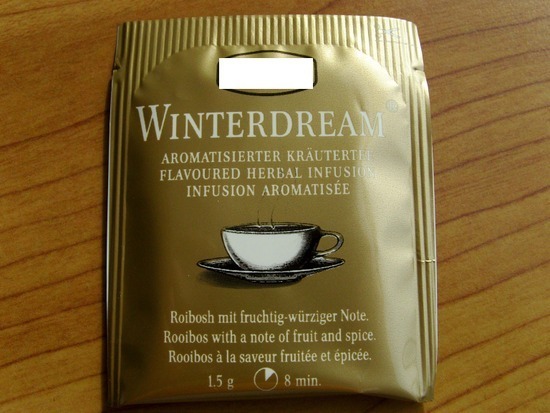 WINTERDREAM®
AROMATISIERTER KRÄUTERTEE
FLAVOURED HERBAL INFUSION
INFUSION AROMATISÉE
Roibosh mit fruchtig-würziger Note.
Rooibos with a note of fruit and spice.
Rooibos à la saveur fruitée et épicée.
1.5 g 8 min.